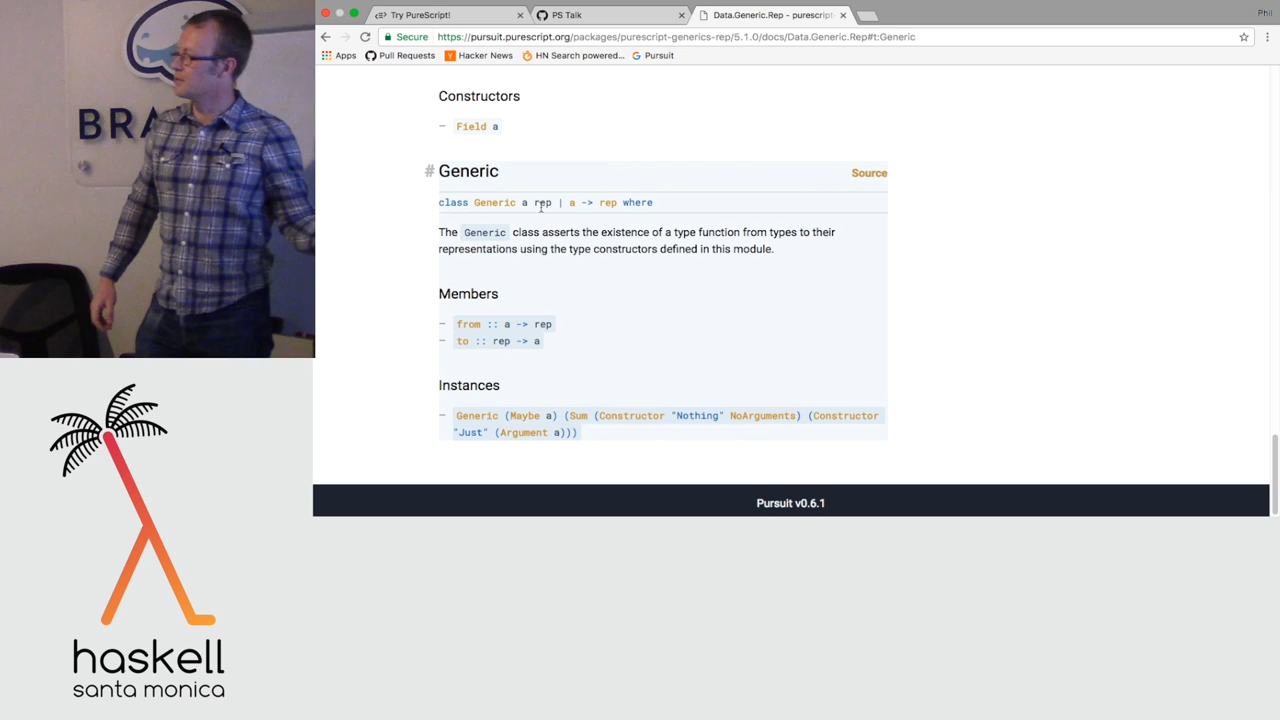 Try PureScript!
PS Talk
Data.Generic.Rep - purescript-
Phil
Secure https://pursuit.purescript.org/packages/purescript-generics-rep/5.1.0/docs/Data.Generic.Rep#t:Generic
Apps
Pull Requests
Hacker News
HN Search powered...
Pursuit
BRA
Constructors
Field a
# Generic
Source
class Generic a rep | a -> rep where
The Generic class asserts the existence of a type function from types to their
representations using the type constructors defined in this module.
Members
from :: a -> rep
to :: rep -> a
Instances
Generic (Maybe a) (Sum (Constructor "Nothing" NoArguments) (Constructor
"Just" (Argument a)))
Pursuit v0.6.1
haskell
santa monica